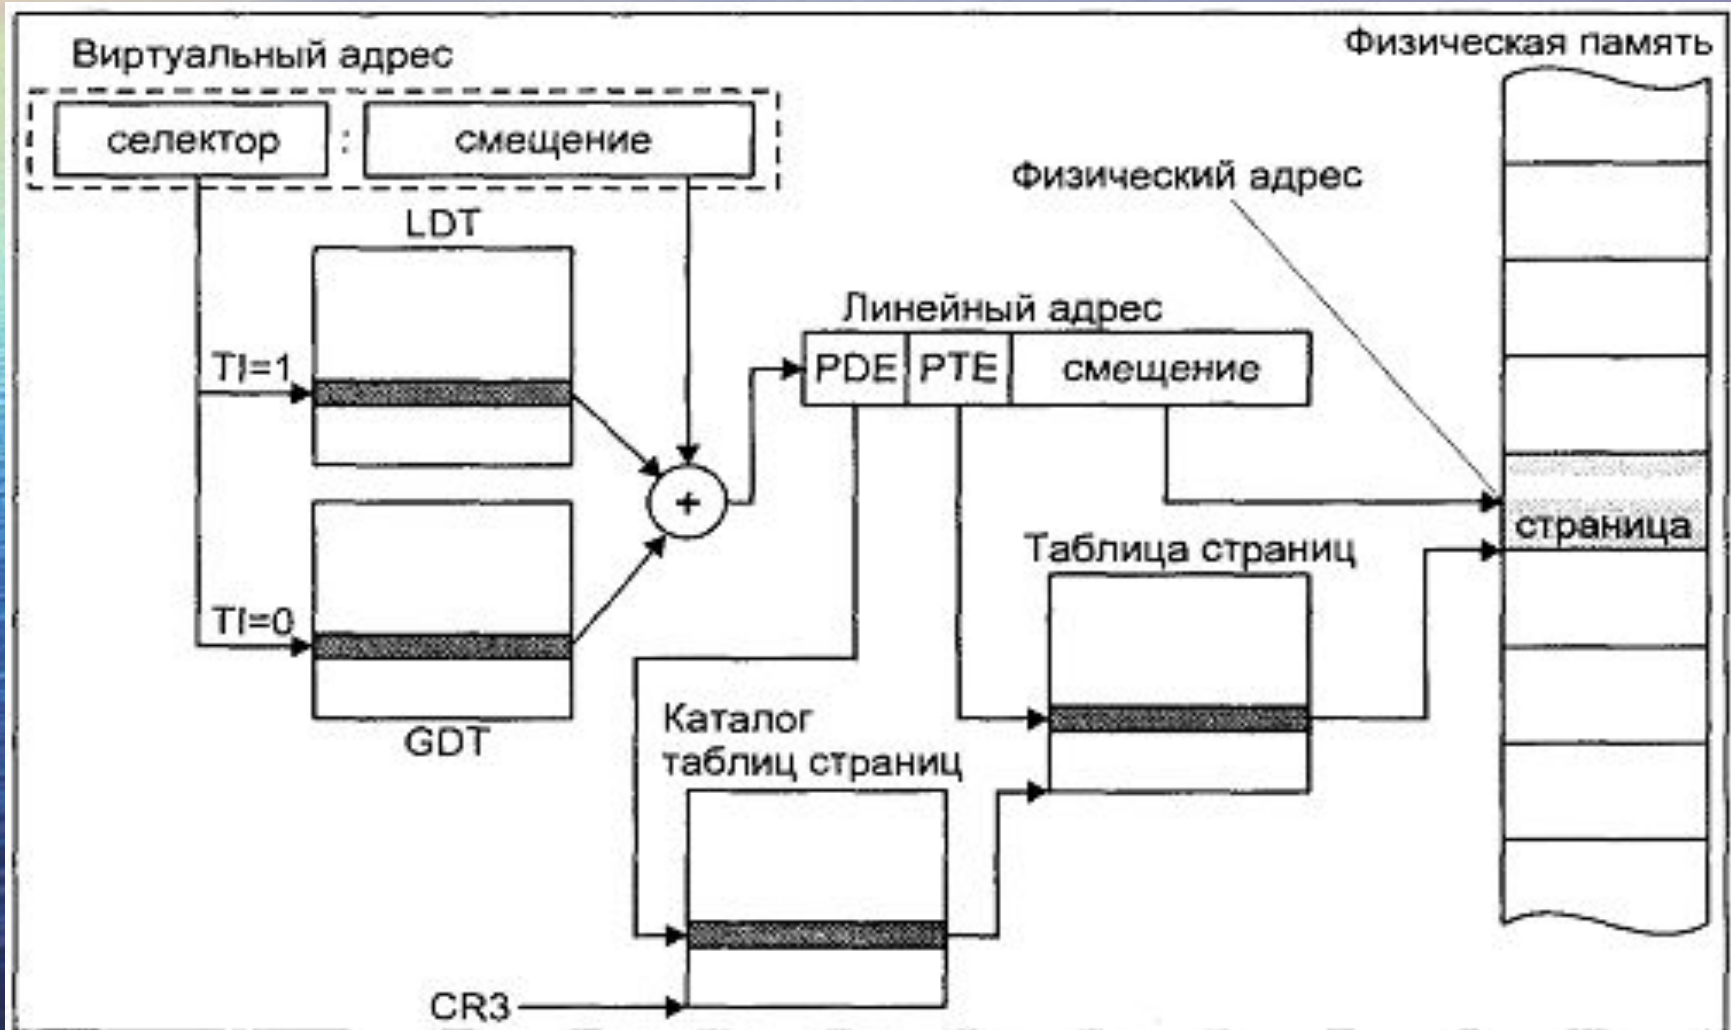 Виртуальный адрес
Физическая память
селектор : смещение
Физический адрес
LDT
Линейный адрес
TI=1
PDE PTE смещение
+
страница
Таблица страниц
TI=0
GDT
Каталог
таблиц страниц
CR3